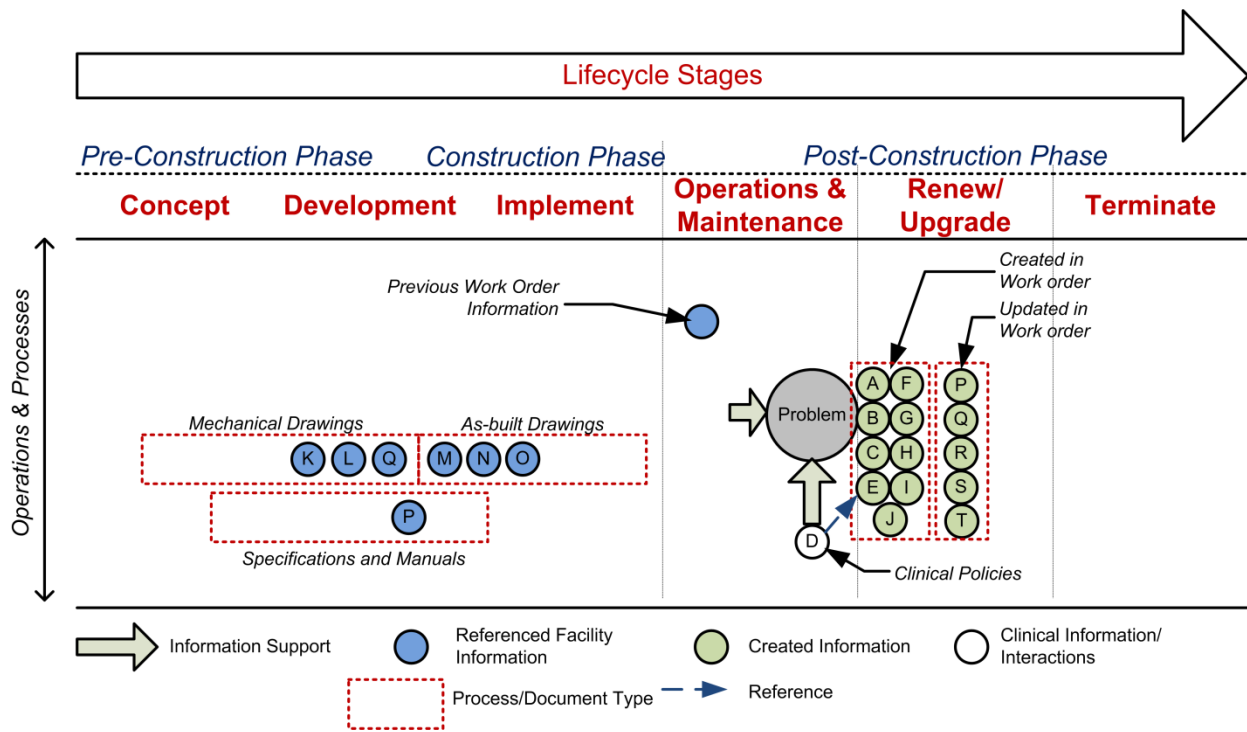 Lifecycle Stages
Pre-Construction Phase
Construction Phase
Post-Construction Phase
Concept
Development
Implement
Operations &
Maintenance
Renew/
Upgrade
Terminate
Operations & Processes
Previous Work Order
Information
Created in
Work order
Updated in
Work order
Problem
A F
B G
C H
E I
J
P
Q
R
S
T
Mechanical Drawings
As-built Drawings
K L Q M N O
P
Specifications and Manuals
D
Clinical Policies
Information Support
Referenced Facility
Information
Created Information
Clinical Information/
Interactions
Process/Document Type
Reference